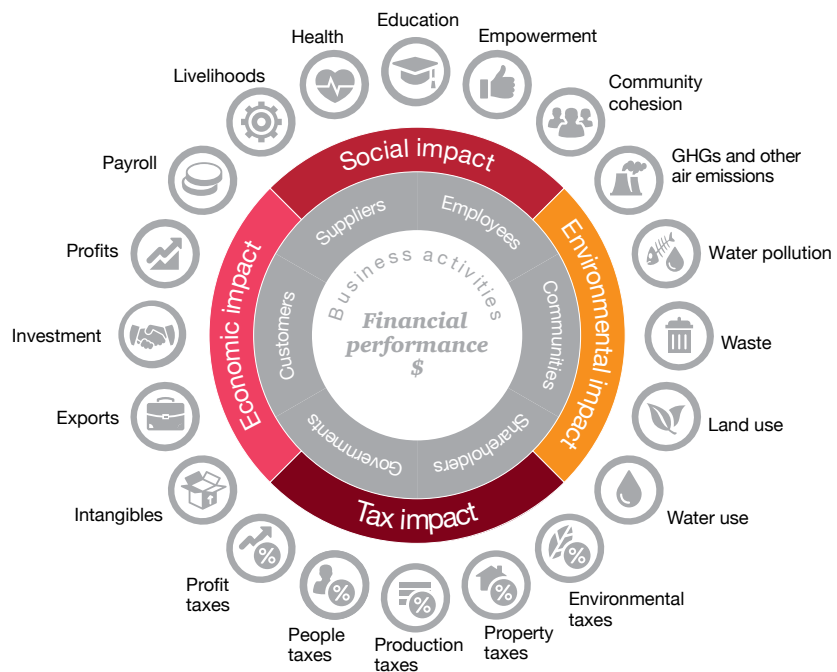 Education
Health
Empowerment
Livelihoods
Community
cohesion
Payroll
GHGs and other
air emissions
Profits
Water pollution
Investment
Waste
Exports
Land use
Intangibles
Water use
Profit
taxes
People
taxes
Production
taxes
Property
taxes
Environmental
taxes
Social impact
Environmental impact
Tax impact
Economic impact
Suppliers
Employees
Communities
Shareholders
Governments
Customers
Business activities
Financial
performance
$
%
%
%
%
%